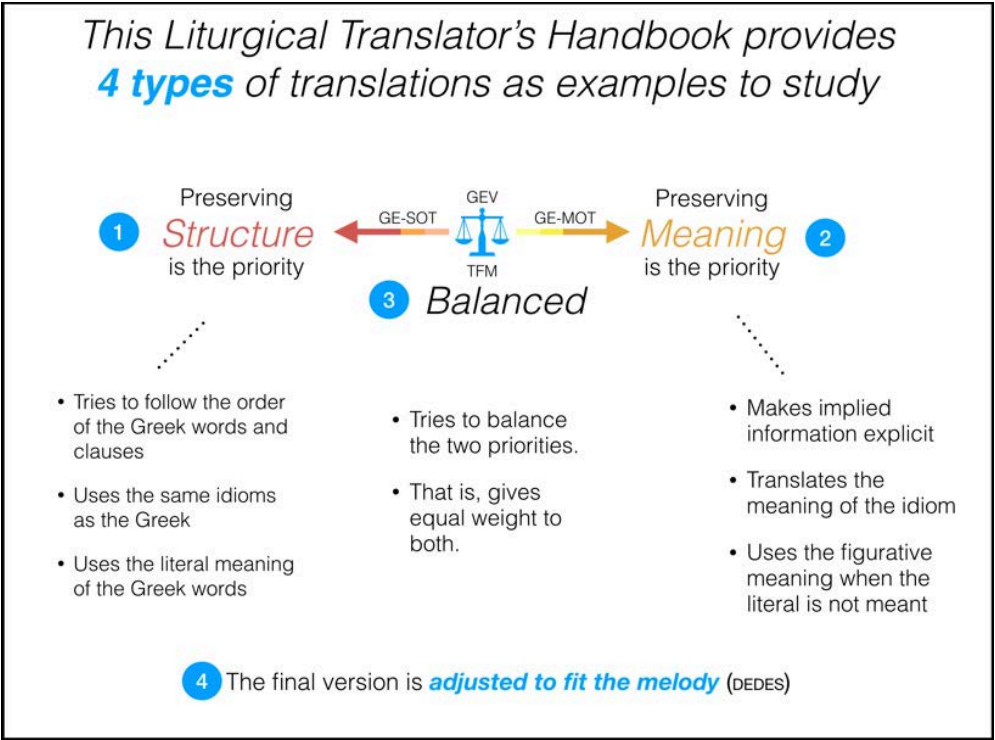 This Liturgical Translator's Handbook provides
4 types of translations as examples to study
1
Preserving
Structure
is the priority
GE-SOT
GEV
TFM
GE-MOT
Preserving
Meaning
is the priority
2
3 Balanced
• Tries to follow the order
of the Greek words and
clauses
• Uses the same idioms
as the Greek
• Uses the literal meaning
of the Greek words
• Tries to balance
the two priorities.
• That is, gives
equal weight to
both.
• Makes implied
information explicit
• Translates the
meaning of the idiom
• Uses the figurative
meaning when the
literal is not meant
4 The final version is adjusted to fit the melody (DEDES)